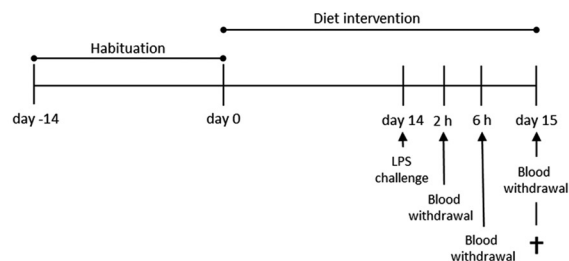 Diet intervention
Habituation
day -14
day 0
day 14
2 h
6 h
day 15
LPS
challenge
Blood
withdrawal
Blood
withdrawal
Blood
withdrawal